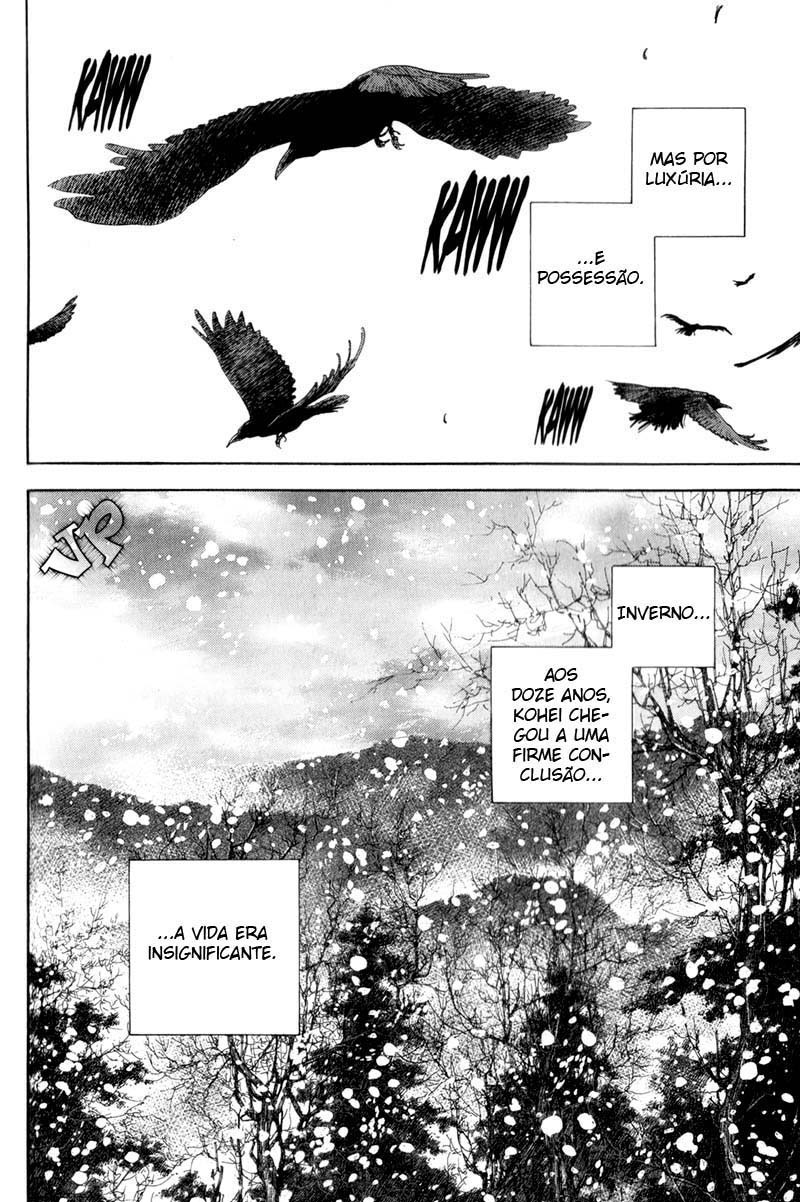 KAWW
MAS POR
LUXÚRIA...
KAWW
...E
POSSESSÃO.
KAWW
VP
INVERNO...
AOS
DOZE ANOS,
KOHEI CHE-
GOU A UMA
FIRME CON-
CLUSÃO...
...A VIDA ERA
INSIGNIFICANTE.